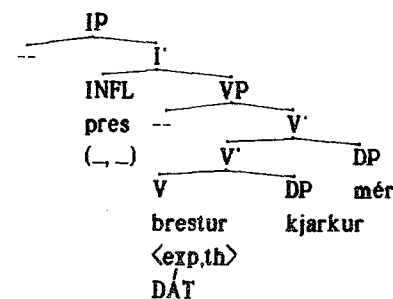 IP
-- I'
INFL VP
pres -- V'
(_, _) V' DP
V DP mér
brestur kjarkur
<exp,th>
DÁT